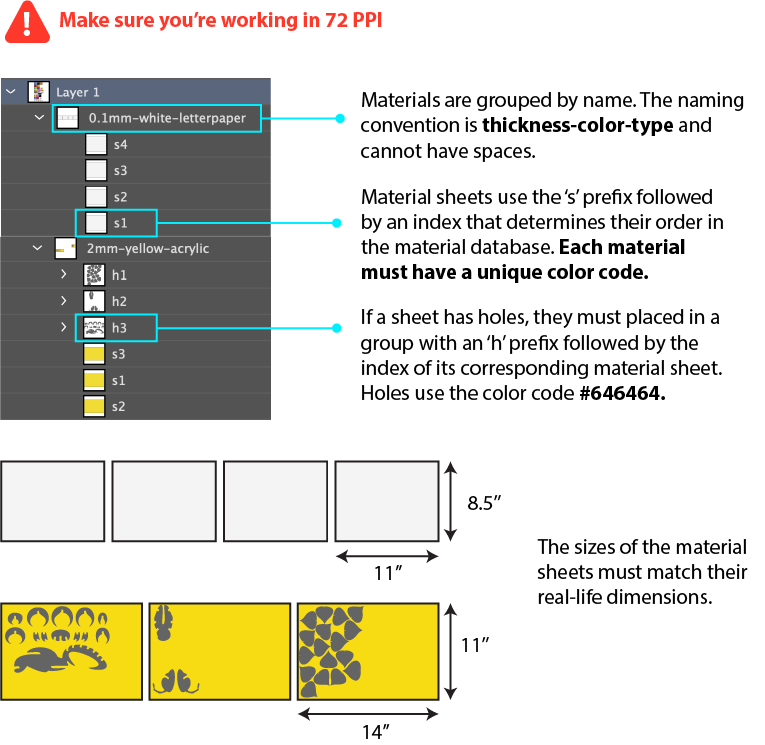 Make sure you’re working in 72 PPI
Layer 1
0.1mm-white-letterpaper
s4
s3
s2
s1
2mm-yellow-acrylic
h1
h2
h3
s3
s1
s2
Materials are grouped by name. The naming
convention is thickness-color-type and
cannot have spaces.
Material sheets use the ‘s’ prefix followed
by an index that determines their order in
the material database. Each material
must have a unique color code.
If a sheet has holes, they must placed in a
group with an ‘h’ prefix followed by the
index of its corresponding material sheet.
Holes use the color code #646464.
8.5”
11”
The sizes of the material
sheets must match their
real-life dimensions.
11”
14”